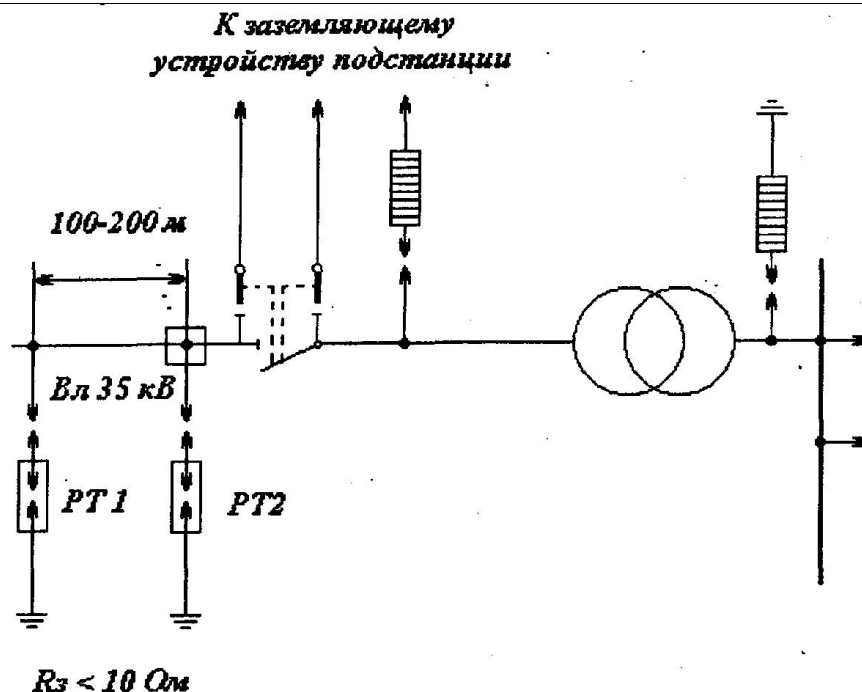 К заземляющему
устройству подстанции
100-200 м
Вл 35 кВ
РТ 1
РТ2
Rз < 10 Ом